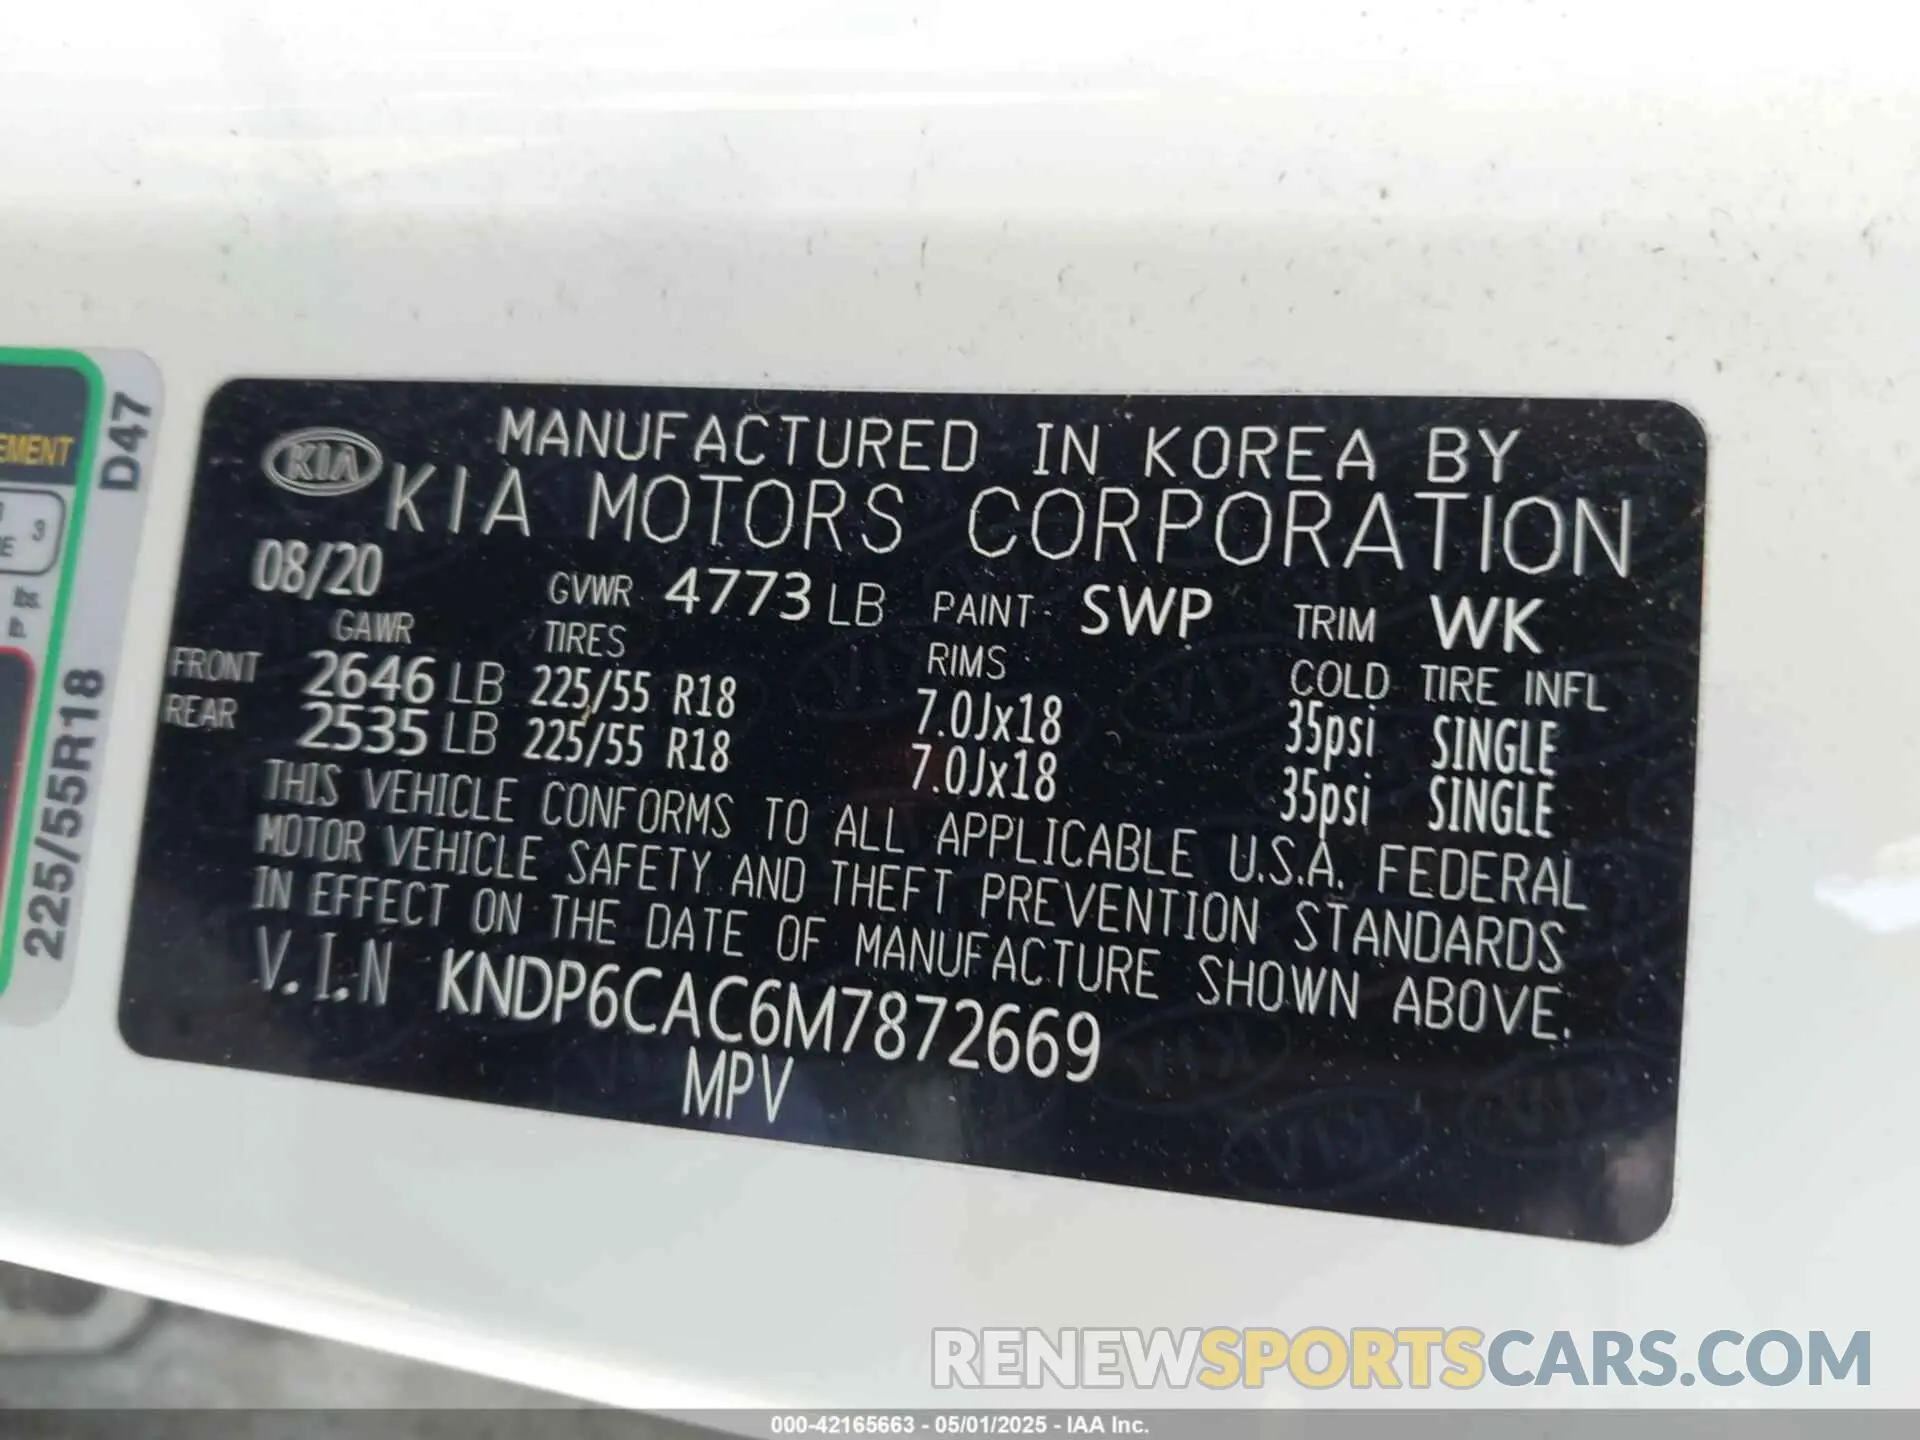 MANUFACTURED IN KOREA BY
KIA KIA MOTORS CORPORATION
08/20 GVWR 4773 LB PAINT SWP TRIM WK
GAWR TIRES RIMS COLD TIRE INFL
FRONT 2646 LB 225/55 R18 7.0Jx18 35psi SINGLE
REAR 2535 LB 225/55 R18 7.0Jx18 35psi SINGLE
THIS VEHICLE CONFORMS TO ALL APPLICABLE U.S.A. FEDERAL
MOTOR VEHICLE SAFETY AND THEFT PREVENTION STANDARDS
IN EFFECT ON THE DATE OF MANUFACTURE SHOWN ABOVE.
V.I.N KNDP6CAC6M7872669
MPV
225/55R18 D47
EMENT
3
lbs.
RENEWSPORTSCARS.COM
000-42165663 - 05/01/2025 - IAA Inc.